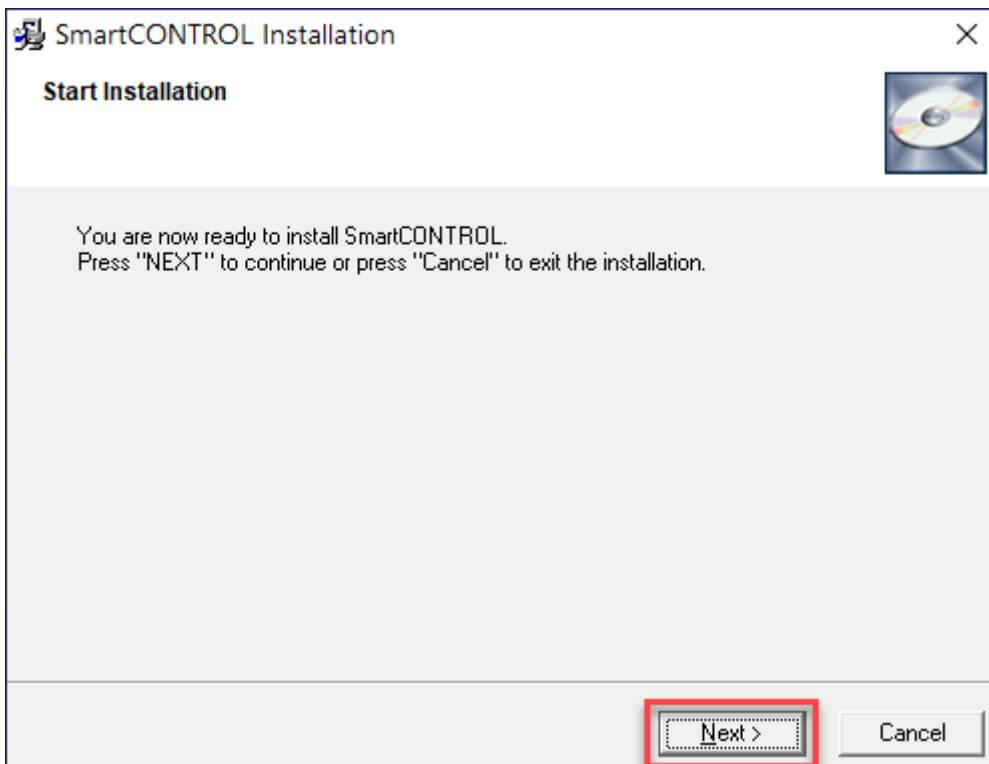 SmartCONTROL Installation
Start Installation
You are now ready to install SmartCONTROL.
Press "NEXT" to continue or press "Cancel" to exit the installation.
Next >
Cancel